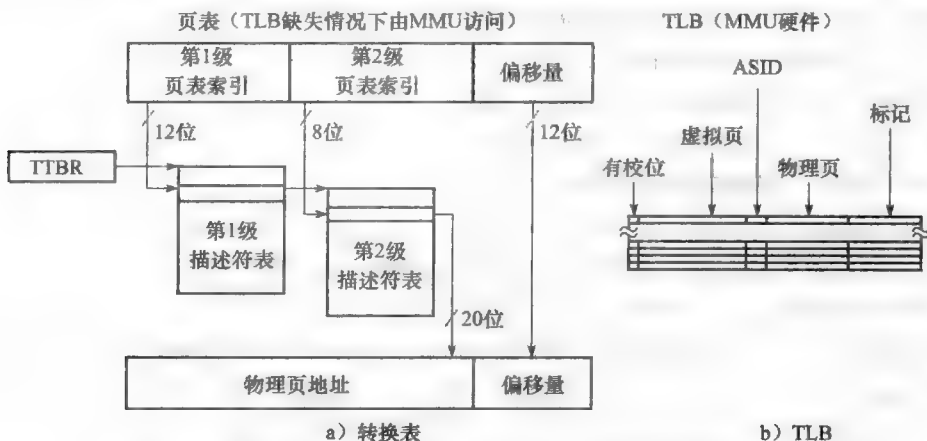 页表（TLB缺失情况下由MMU访问）
TLB（MMU硬件）
第1级
页表索引
第2级
页表索引
偏移量
ASID
12位
8位
12位
标记
TTBR
虚拟页
有校位
物理页
第1级
描述符表
第2级
描述符表
20位
物理页地址
偏移量
a）转换表
b）TLB